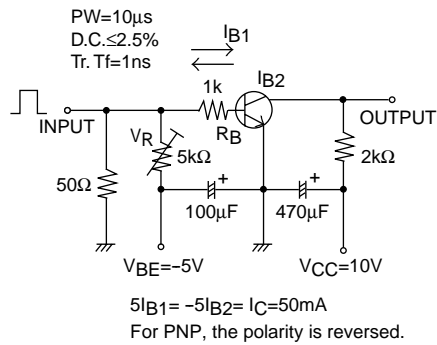 PW=10μs
D.C.≤2.5%
Tr. Tf=1ns
IB1
IB2
1k
INPUT
OUTPUT
VR
RB
5kΩ
2kΩ
50Ω
+
+
100μF
470μF
VBE=–5V
VCC=10V
5IB1= –5IB2= IC=50mA
For PNP, the polarity is reversed.